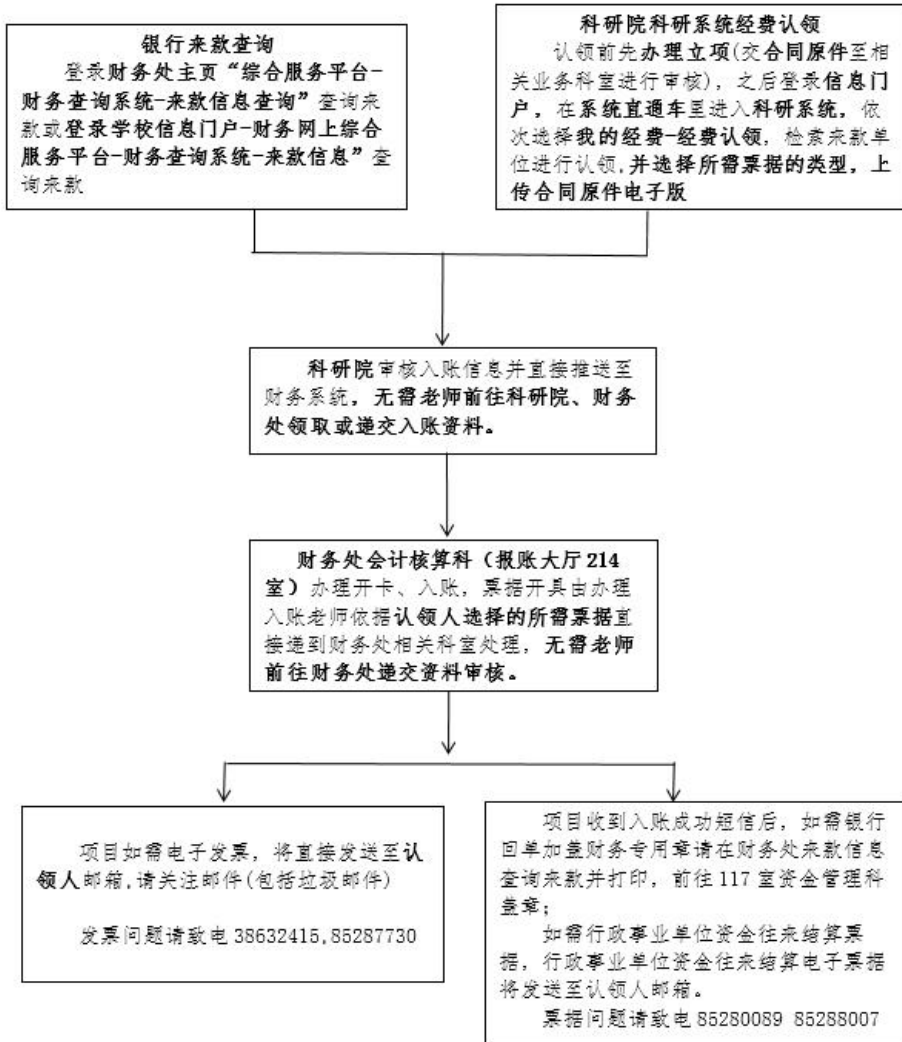 银行来款查询
登录财务处主页“综合服务平台-
财务查询系统-来款信息查询”查询来
款或登录学校信息门户-财务网上综合
服务平台-财务查询系统-来款信息”查
询来款
科研院科研系统经费认领
认领前先办理立项(交合同原件至相
关业务科室进行审核)，之后登录信息门
户，在系统直通车里进入科研系统，依
次选择我的经费-经费认领，检索来款单
位进行认领,并选择所需票据的类型，上
传合同原件电子版
科研院审核入账信息并直接推送至
财务系统，无需老师前往科研院、财务
处领取或递交入账资料。
财务处会计核算科（报账大厅214
室）办理开卡、入账，票据开具由办理
入账老师依据认领人选择的所需票据直
接递到财务处相关科室处理，无需老师
前往财务处递交资料审核。
项目如需电子发票，将直接发送至认
领人邮箱,请关注邮件(包括垃圾邮件)
发票问题请致电38632415,85287730
项目收到入账成功短信后，如需银行
回单加盖财务专用章请在财务处来款信息
查询来款并打印，前往117室资金管理科
盖章；
如需行政事业单位资金往来结算票
据，行政事业单位资金往来结算电子票据
将发送至认领人邮箱。
票据问题请致电85280089 85288007